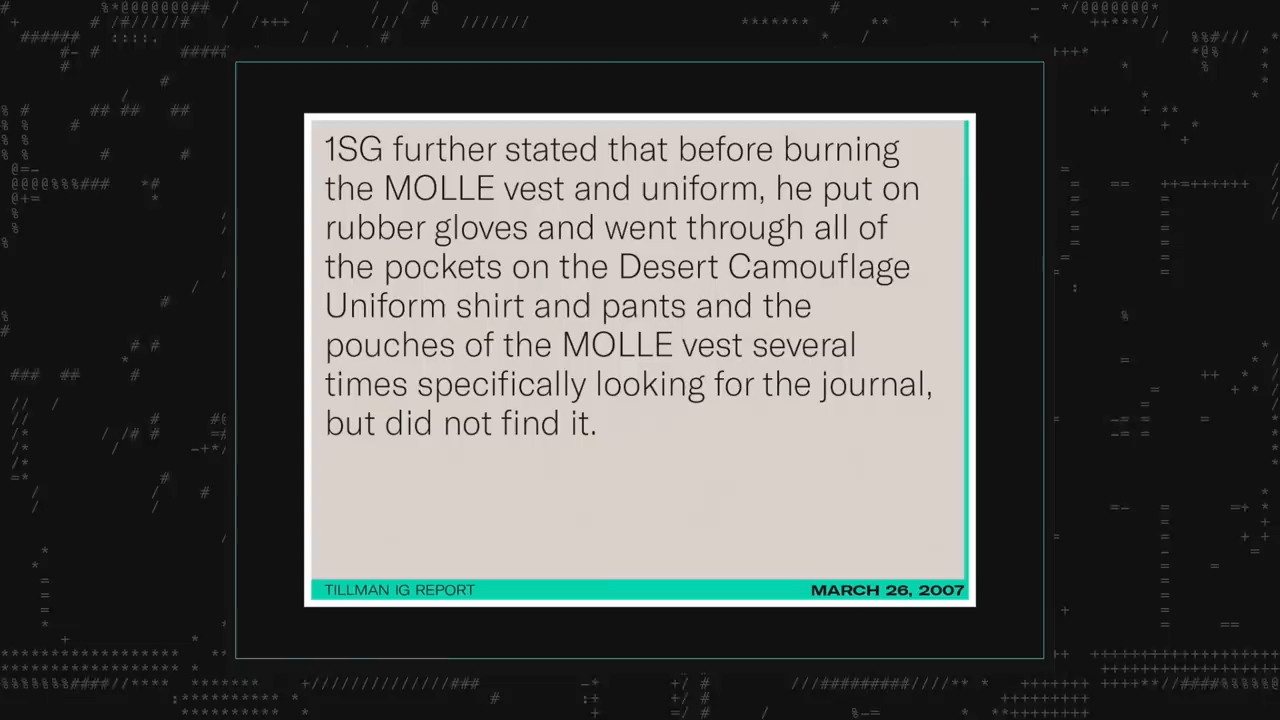 1SG further stated that before burning
the MOLLE vest and uniform, he put on
rubber gloves and went through all of
the pockets on the Desert Camouflage
Uniform shirt and pants and the
pouches of the MOLLE vest several
times specifically looking for the journal,
but did not find it.
TILLMAN IG REPORT
MARCH 26, 2007